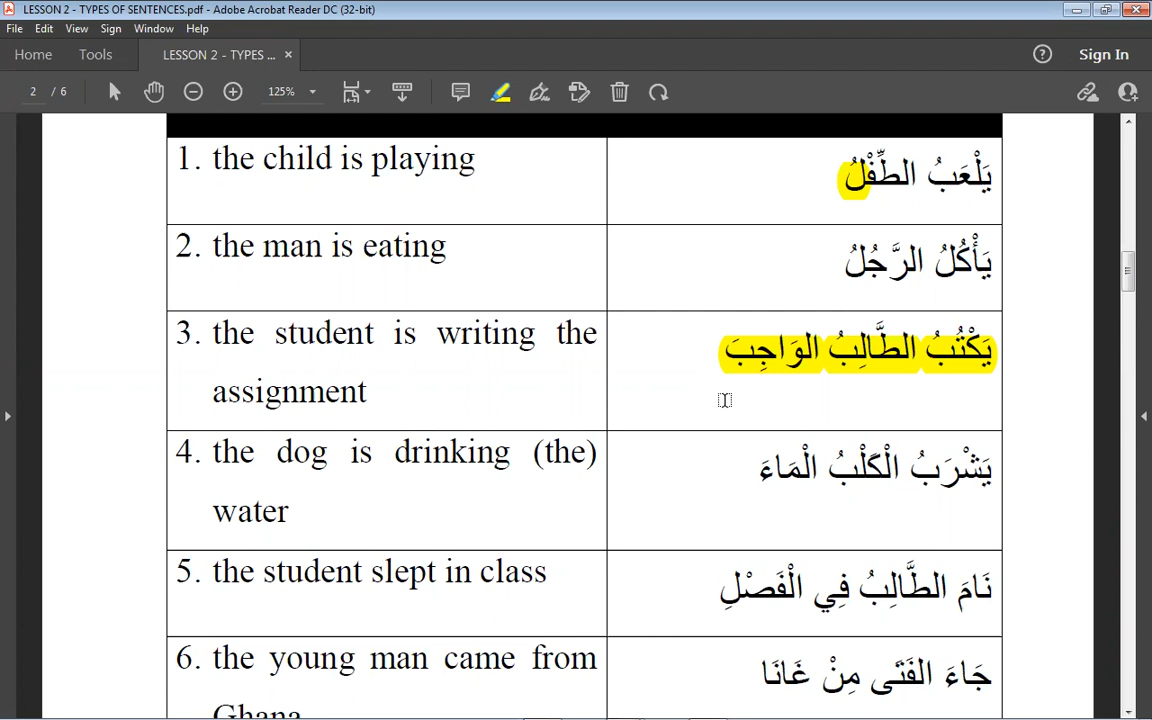 LESSON 2 - TYPES OF SENTENCES.pdf - Adobe Acrobat Reader DC (32-bit)
File Edit View Sign Window Help
Home Tools LESSON 2 - TYPES ... × Sign In
2 / 6 125%
1. the child is playing يَلْعَبُ الطِّفْلُ
2. the man is eating يَأْكُلُ الرَّجُلُ
3. the student is writing the يَكْتُبُ الطَّالِبُ الوَاجِبَ
assignment
4. the dog is drinking (the) يَشْرَبُ الْكَلْبُ الْمَاءَ
water
5. the student slept in class نَامَ الطَّالِبُ فِي الْفَصْلِ
6. the young man came from جَاءَ الفَتَى مِنْ غَانَا
Ghana